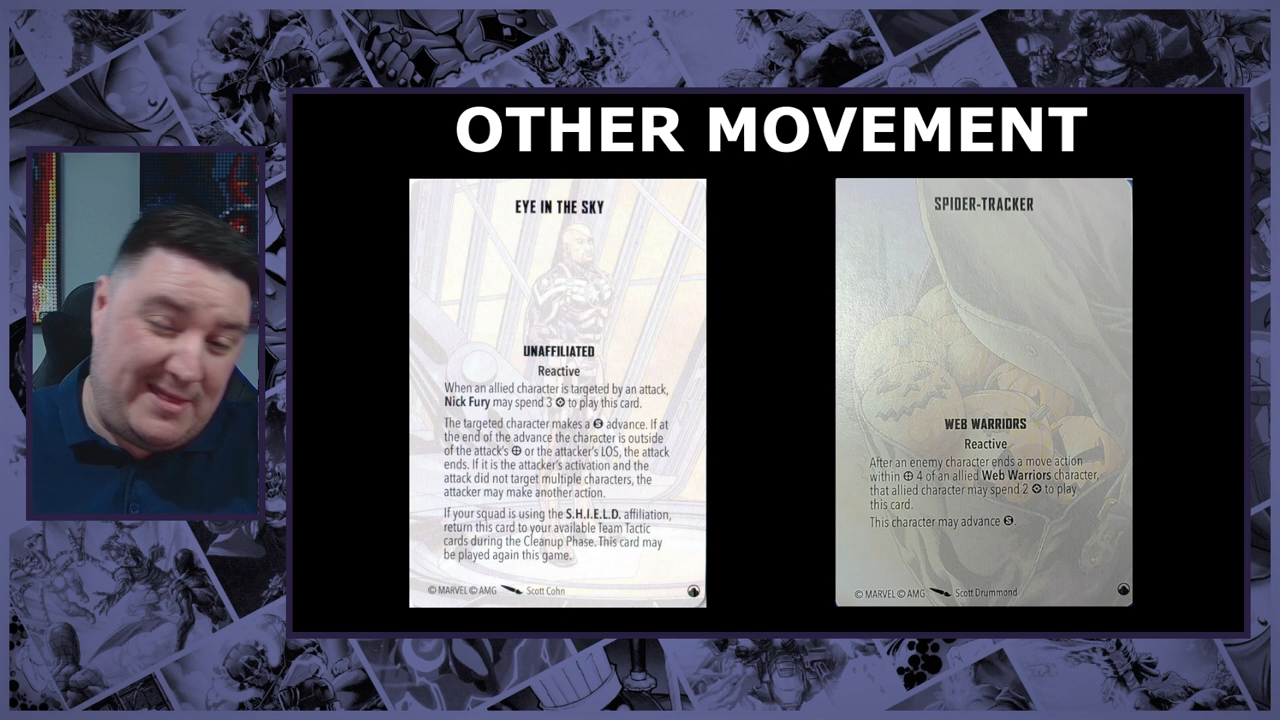 OTHER MOVEMENT
EYE IN THE SKY
UNAFFILIATED
Reactive
When an allied character is targeted by an attack,
Nick Fury may spend 3 to play this card.
The targeted character makes a S advance. If at
the end of the advance the character is outside
of the attack's or the attacker's LOS, the attack
ends. If it is the attacker's activation and the
attack did not target multiple characters, the
attacker may make another action.
If your squad is using the S.H.I.E.L.D. affiliation,
return this card to your available Team Tactic
cards during the Cleanup Phase. This card may
be played again this game.
© MARVEL © AMG Scott Cohn
SPIDER-TRACKER
WEB WARRIORS
Reactive
After an enemy character ends a move action
within 4 of an allied Web Warriors character,
that allied character may spend 2 to play
this card.
This character may advance S
© MARVEL © AMG Scott Drummond